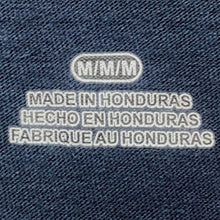 M/M/M
MADE IN HONDURAS
HECHO EN HONDURAS
FABRIQUE AU HONDURAS